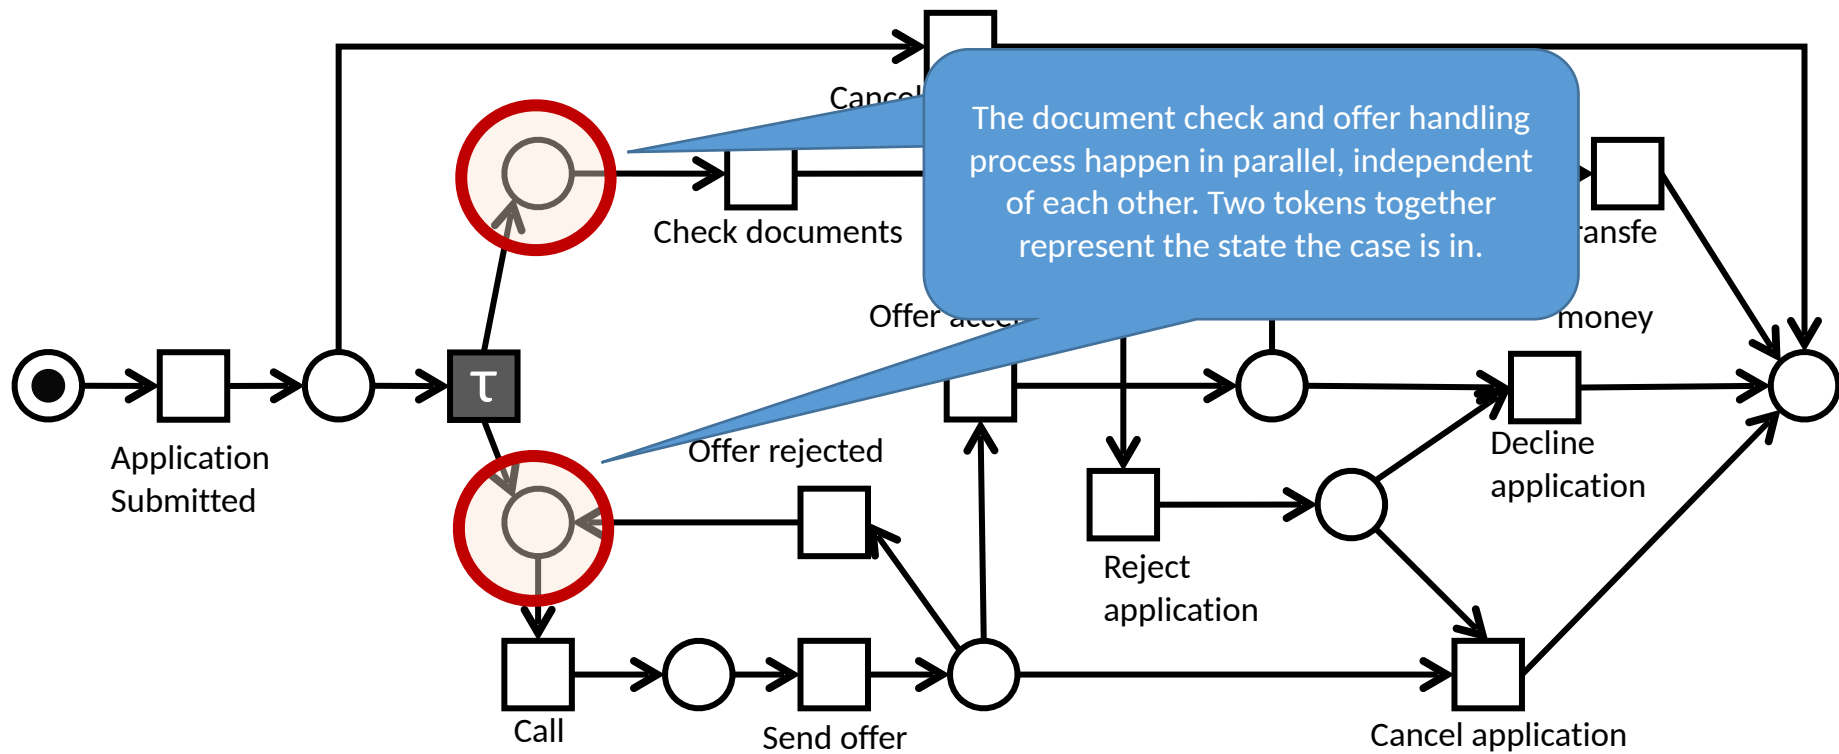 The document check and offer handling
process happen in parallel, independent
of each other. Two tokens together
represent the state the case is in.
Check documents
money
τ
Application
Submitted
Offer rejected
Offer
Decline
application
Reject
application
Call
Send offer
Cancel application